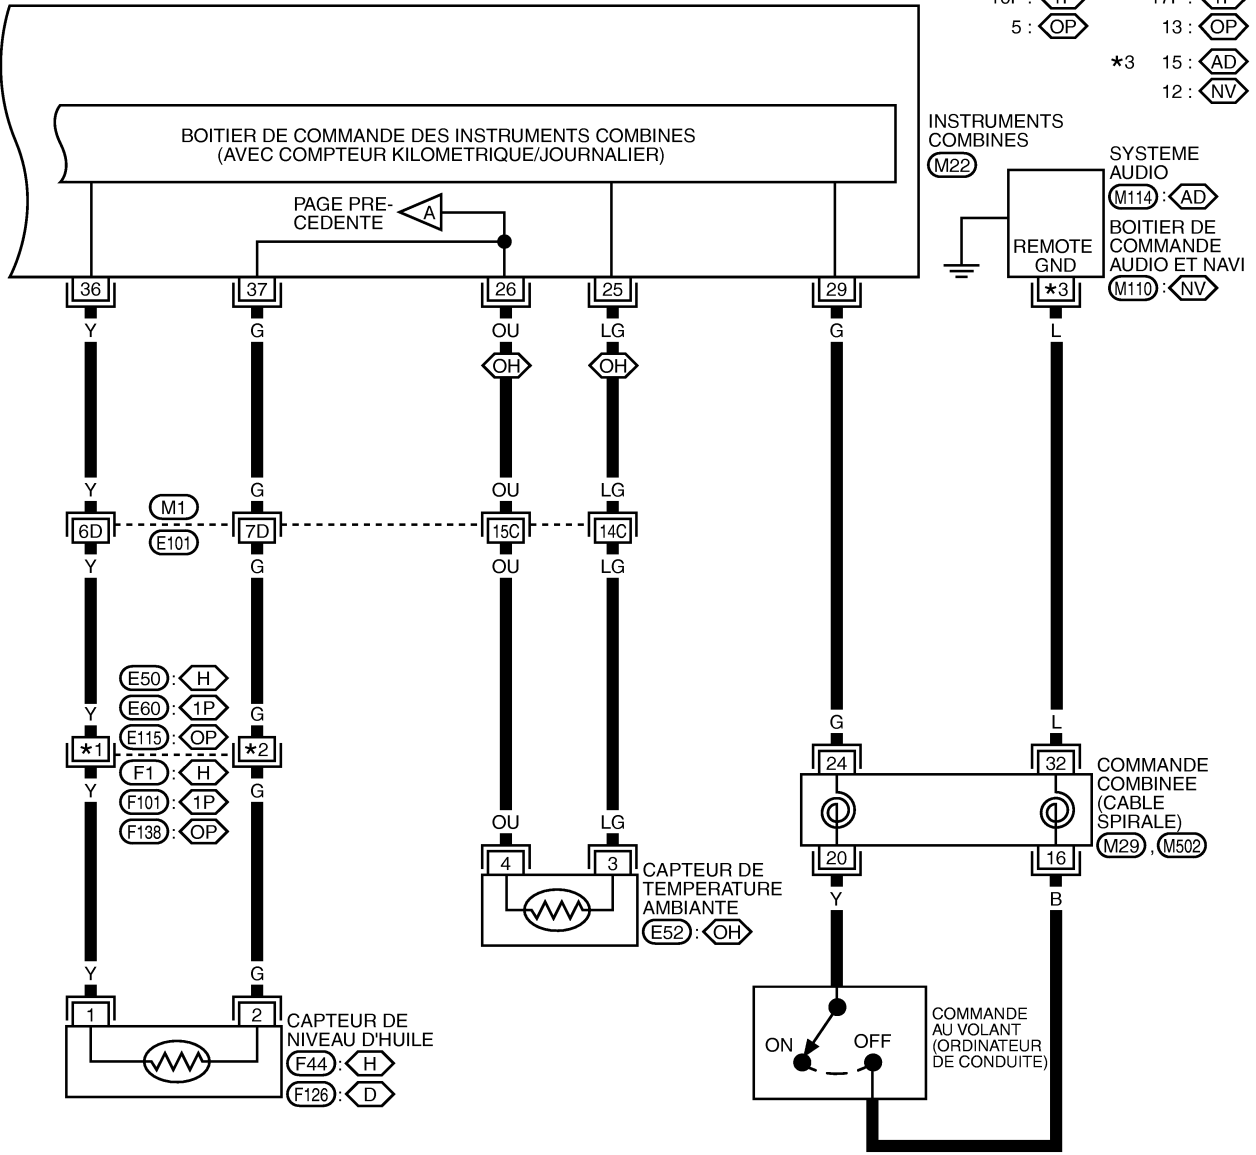 5 : OP
13 : OP
*3 15 : AD
12 : NV
BOITIER DE COMMANDE DES INSTRUMENTS COMBINES
(AVEC COMPTEUR KILOMETRIQUE/JOURNALIER)
INSTRUMENTS
COMBINES
M22
PAGE PRE-
CEDENTE
A
SYSTEME
AUDIO
M114 : AD
BOITIER DE
COMMANDE
AUDIO ET NAVI
M110 : NV
REMOTE
GND
36 37 26 25 29 *3
Y G OU LG G L
OH OH
Y G OU LG
M1
6D 7D 15C 14C
E101
Y G OU LG
E50 : H
E60 : 1P
E115 : OP
Y G
*1 *2
F1 : H
F101 : 1P
F138 : OP
Y G
G L
24 32
COMMANDE
COMBINEE
(CABLE
SPIRALE)
M29 , M502
20 16
Y B
OU LG
4 3
CAPTEUR DE
TEMPERATURE
AMBIANTE
E52 : OH
Y G
1 2
CAPTEUR DE
NIVEAU D'HUILE
F44 : H
F126 : D
ON OFF
COMMANDE
AU VOLANT
(ORDINATEUR
DE CONDUITE)